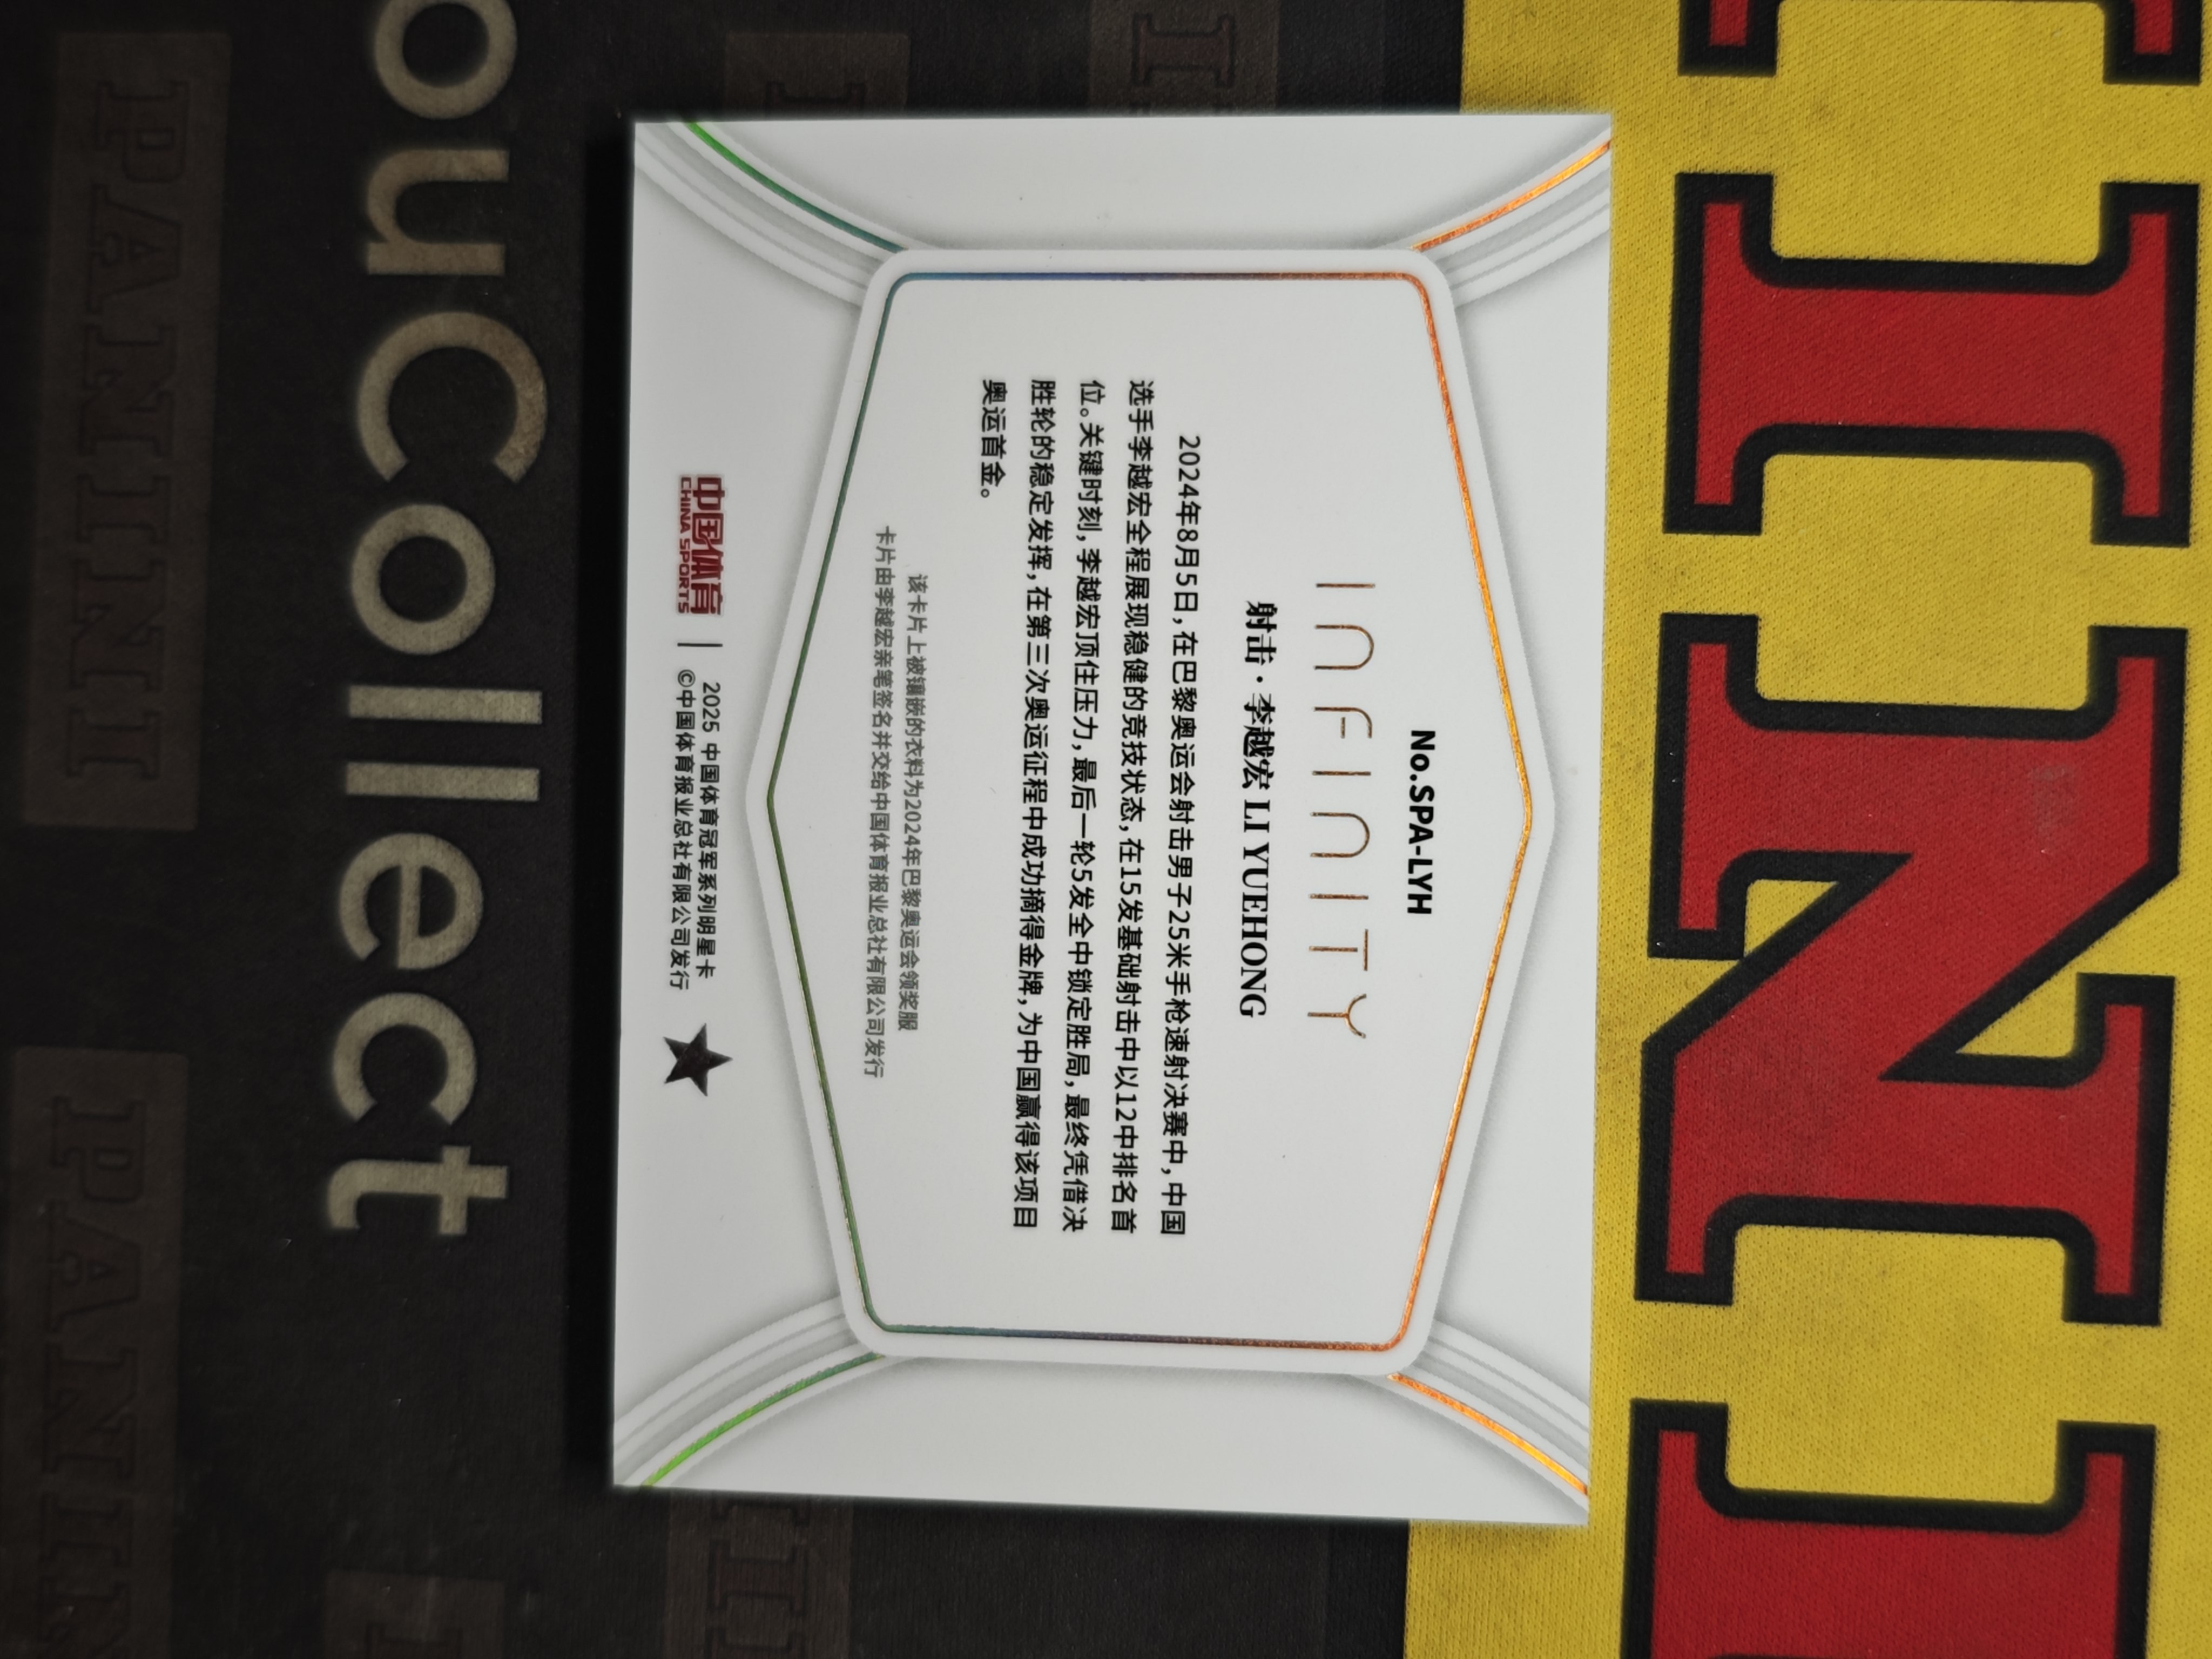 No.SPA-LYH
INFINITY
射击·李越宏 LI YUEHONG
2024年8月5日,在巴黎奥运会射击男子25米手枪速射决赛中,中国
选手李越宏全程展现稳健的竞技状态,在15发基础射击中以12中排名首
位。关键时刻,李越宏顶住压力,最后一轮5发全中锁定胜局,最终凭借决
胜轮的稳定发挥,在第三次奥运征程中成功摘得金牌,为中国赢得该项目
奥运首金。
该卡片上被镶嵌的衣料为2024年巴黎奥运会领奖服
卡片由李越宏亲笔签名并交给中国体育报业总社有限公司发行
中国体育
CHINA SPORTS
2025 中国体育冠军系列明星卡
©中国体育报业总社有限公司发行
ouCollect
PANINI
PANINI
INI